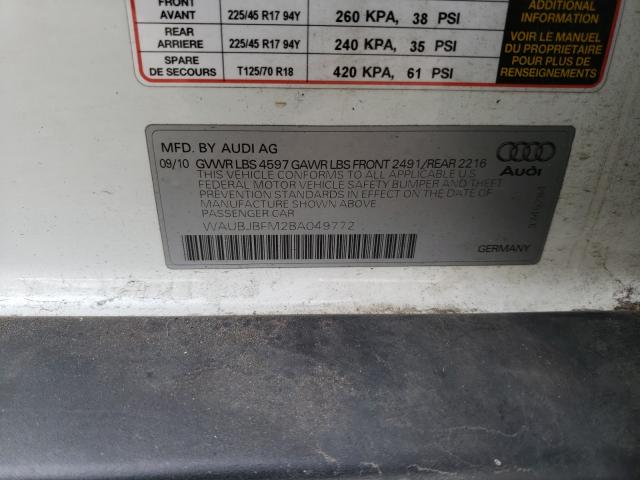 FRONT
AVANT 225/45 R17 94Y 260 KPA, 38 PSI
REAR
ARRIERE 225/45 R17 94Y 240 KPA, 35 PSI
SPARE
DE SECOURS T125/70 R18 420 KPA, 61 PSI
ADDITIONAL
INFORMATION
VOIR LE MANUEL
DU PROPRIETAIRE
POUR PLUS DE
RENSEIGNEMENTS
MFD. BY AUDI AG
09/10 GVWR LBS 4597 GAWR LBS FRONT 2491/REAR 2216
THIS VEHICLE CONFORMS TO ALL APPLICABLE U.S.
FEDERAL MOTOR VEHICLE SAFETY BUMPER AND THEFT
PREVENTION STANDARDS IN EFFECT ON THE DATE OF
MANUFACTURE SHOWN ABOVE
PASSENGER CAR
WAUBJBFM2BA049772
Audi
GERMANY